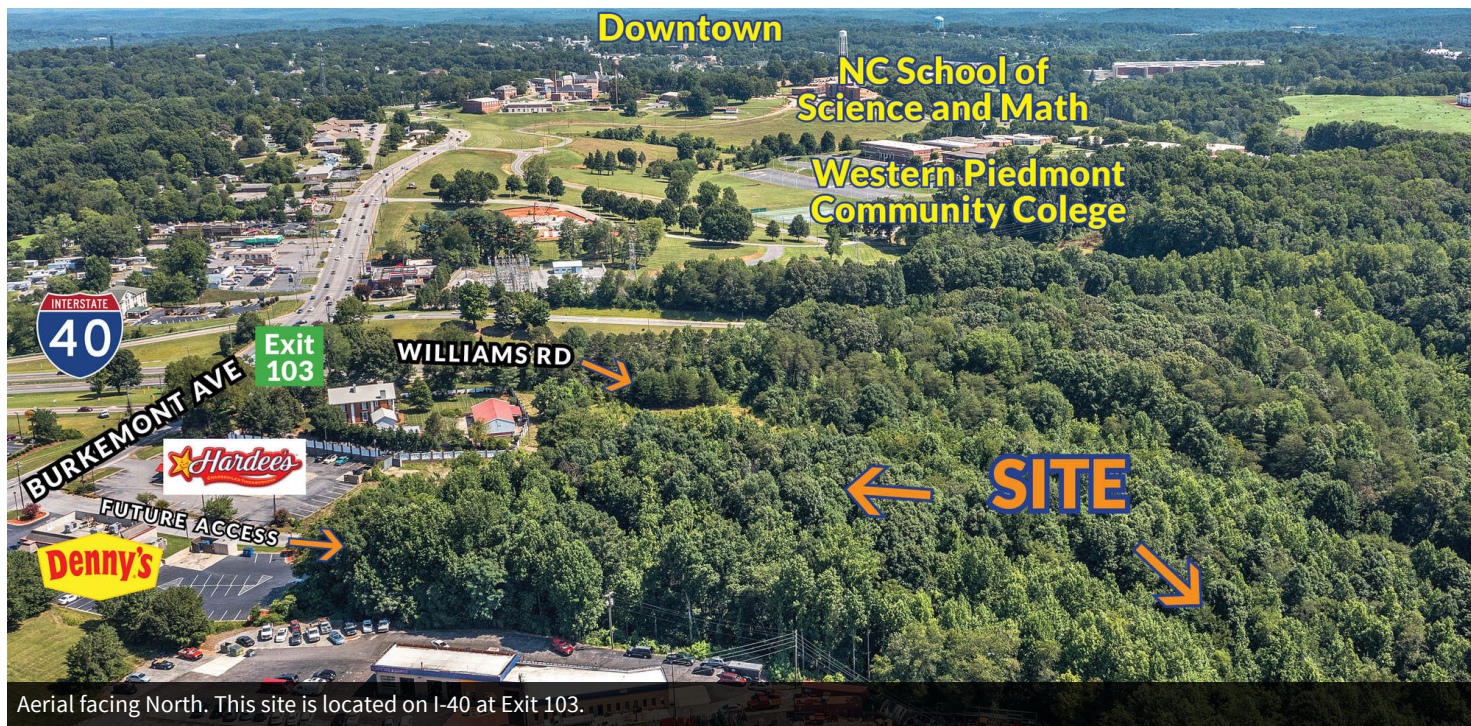 Downtown
NC School of
Science and Math
Western Piedmont
Community Colege
INTERSTATE
40
Exit
103
WILLIAMS RD
BURKEMONT AVE
Hardee's
SITE
FUTURE ACCESS
Denny's
Aerial facing North. This site is located on I-40 at Exit 103.